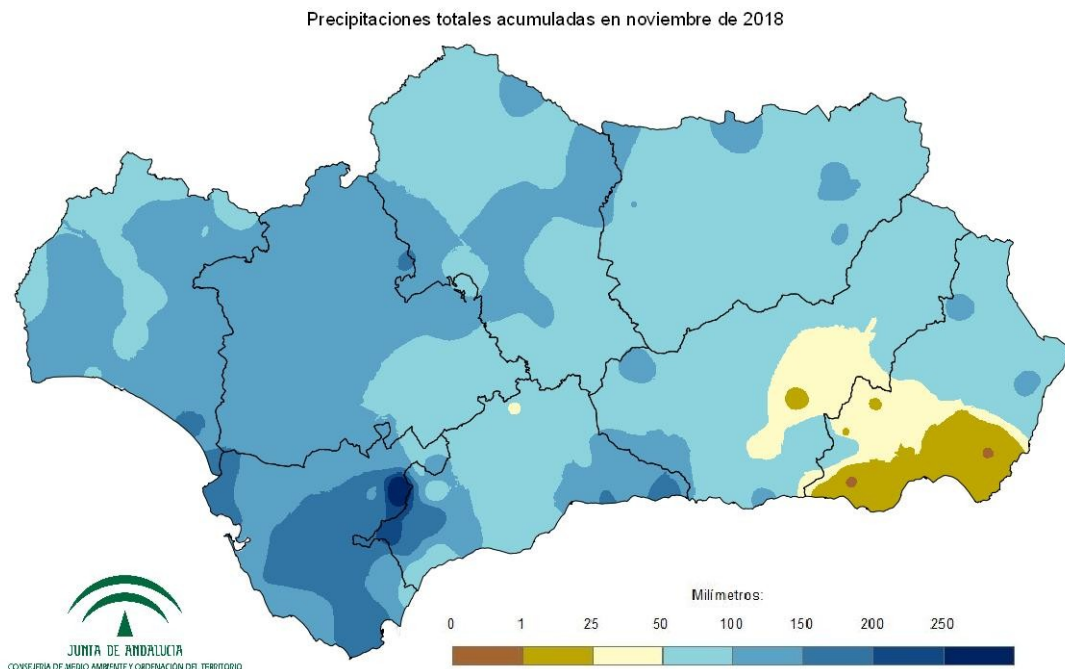 Precipitaciones totales acumuladas en noviembre de 2018
Milímetros:
0 1 25 50 100 150 200 250
JUNTA DE ANDALUCIA
CONSEJERIA DE MEDIO AMBIENTE Y ORDENACIÓN DEL TERRITORIO